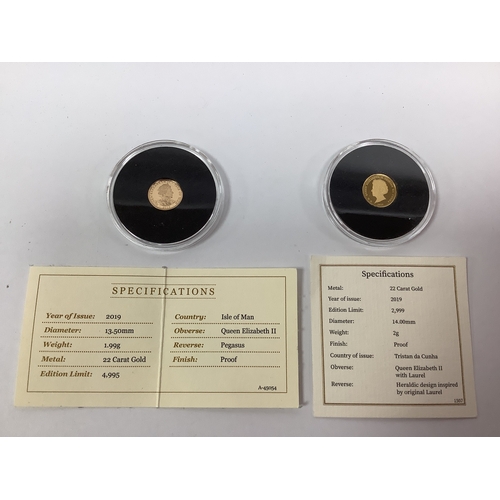 SPECIFICATIONS
Year of Issue: 2019
Diameter: 13.50mm
Weight: 1.99g
Metal: 22 Carat Gold
Edition Limit: 4,995
Country: Isle of Man
Obverse: Queen Elizabeth II
Reverse: Pegasus
Finish: Proof
A-45054
Specifications
Metal: 22 Carat Gold
Year of issue: 2019
Edition Limit: 2,999
Diameter: 14.00mm
Weight: 2g
Finish: Proof
Country of issue: Tristan da Cunha
Obverse: Queen Elizabeth II
with Laurel
Reverse: Heraldic design inspired
by original Laurel